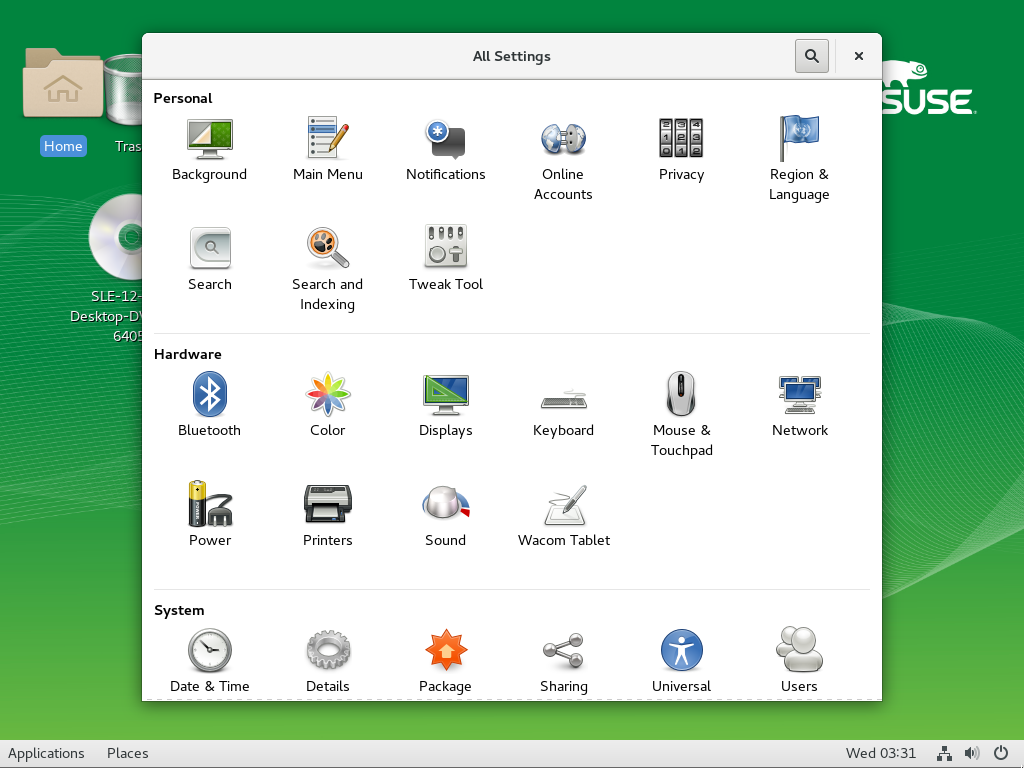 All Settings
Personal
Background
Main Menu
Notifications
Online
Accounts
Privacy
Region &
Language
Search
Search and
Indexing
Tweak Tool
Hardware
Bluetooth
Color
Displays
Keyboard
Mouse &
Touchpad
Network
Power
Printers
Sound
Wacom Tablet
System
Date & Time
Details
Package
Sharing
Universal
Users
Home
Tras
SLE-12-
Desktop-DV
6405
SUSE
Applications
Places
Wed 03:31